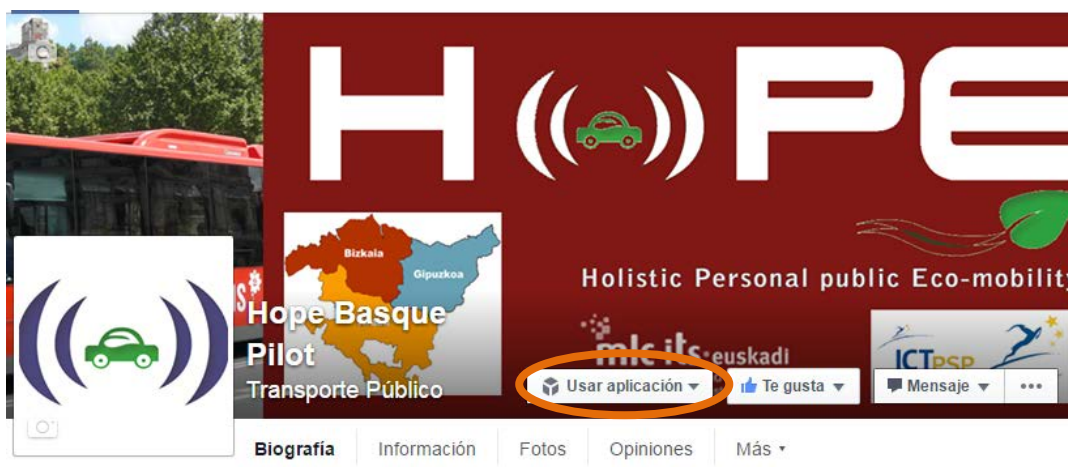 HOPE
Bizkaia
Gipuzkoa
Holistic Personal public Eco-mobility
mlc its euskadi
ICT PSP
Hope Basque
Pilot
Transporte Público
Usar aplicación
Te gusta
Mensaje
Biografía
Información
Fotos
Opiniones
Más